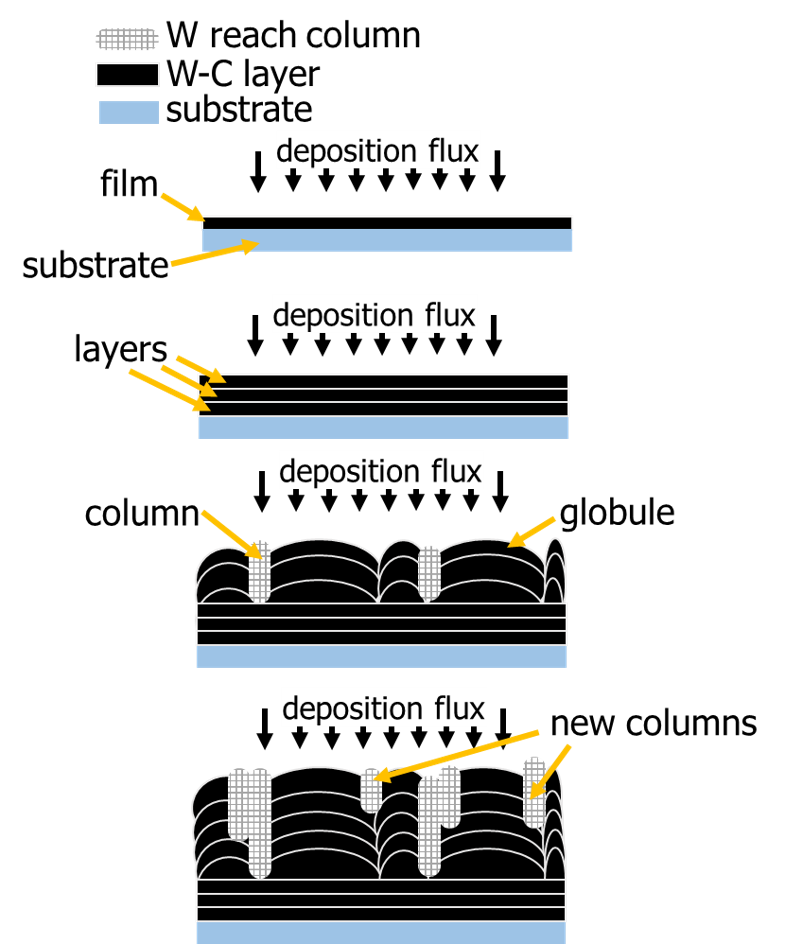 W reach column
W-C layer
substrate
deposition flux
film
substrate
deposition flux
layers
deposition flux
column
globule
deposition flux
new columns